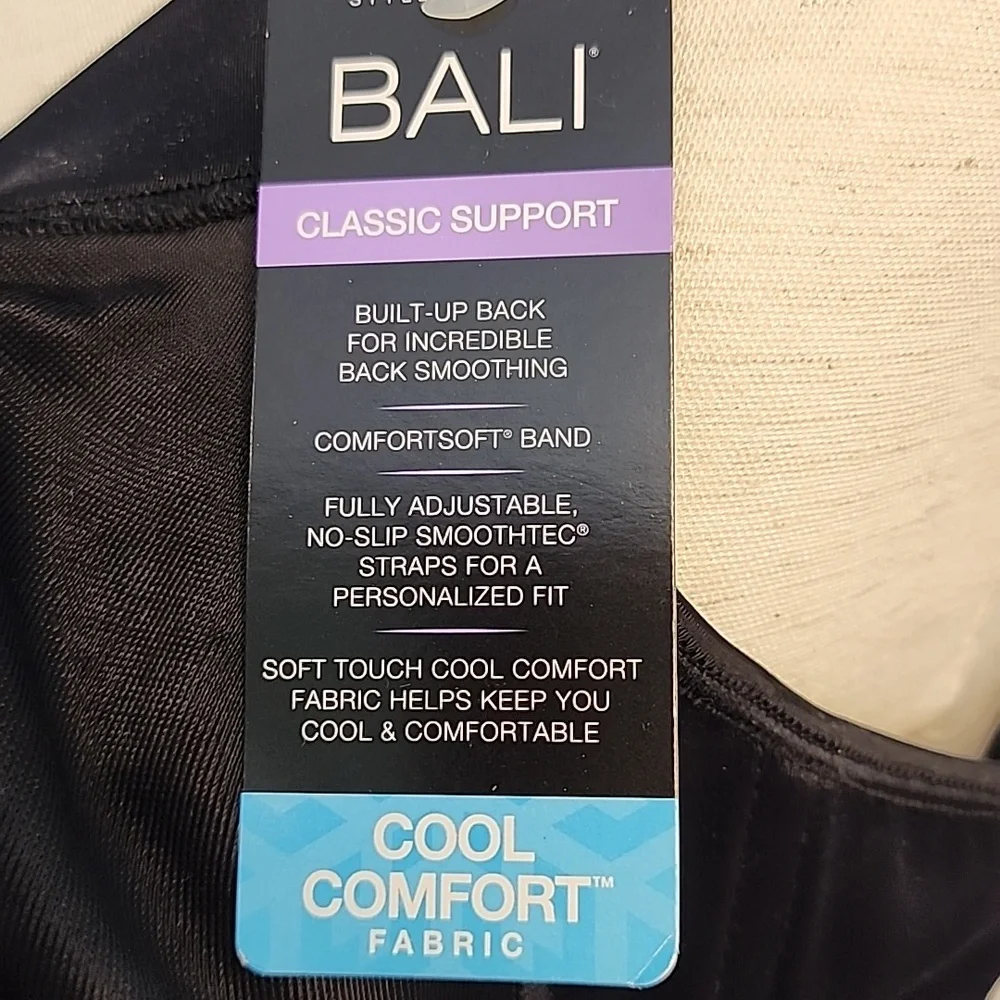 STYLE
BALI®
CLASSIC SUPPORT
BUILT-UP BACK
FOR INCREDIBLE
BACK SMOOTHING
COMFORTSOFT® BAND
FULLY ADJUSTABLE,
NO-SLIP SMOOTHTEC®
STRAPS FOR A
PERSONALIZED FIT
SOFT TOUCH COOL COMFORT
FABRIC HELPS KEEP YOU
COOL & COMFORTABLE
COOL
COMFORT™
FABRIC